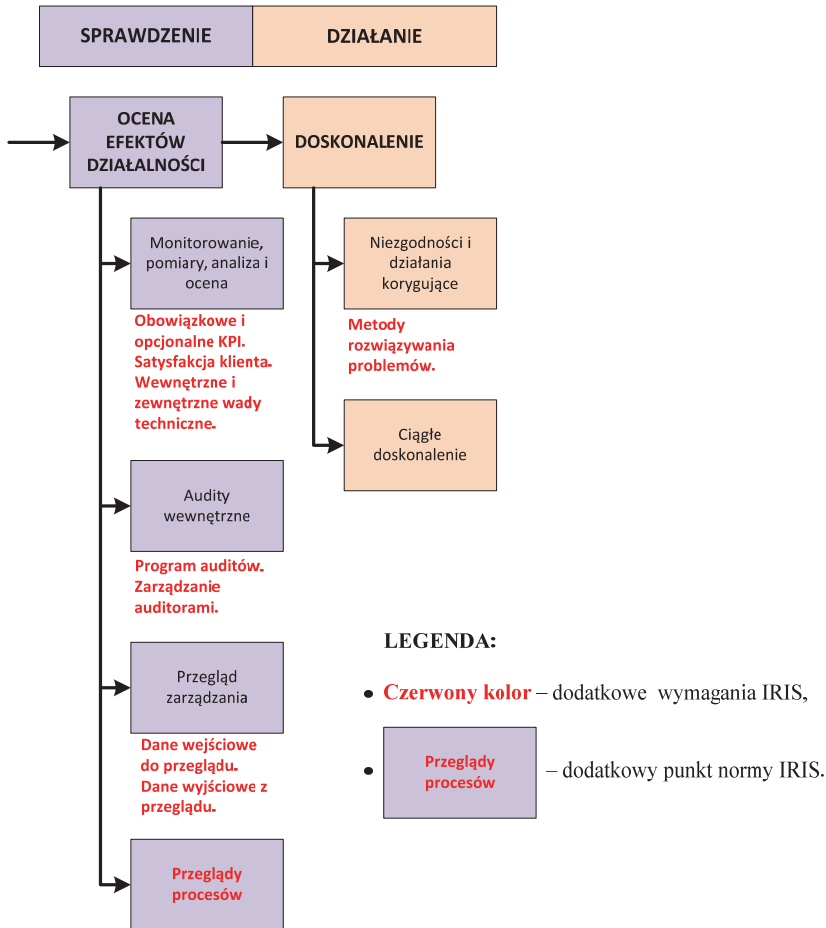 SPRAWDZENIE
DZIAŁANIE
OCENA
EFEKTÓW
DZIAŁALNOŚCI
DOSKONALENIE
Monitorowanie,
pomiary, analiza i
ocena
Obowiązkowe i
opcjonalne KPI.
Satysfakcja klienta.
Wewnętrzne i
zewnętrzne wady
techniczne.
Audity
wewnętrzne
Program auditów.
Zarządzanie
auditorami.
Przegląd
zarządzania
Dane wejściowe
do przeglądu.
Dane wyjściowe z
przeglądu.
Przeglądy
procesów
Niezgodności i
działania
korygujące
Metody
rozwiązywania
problemów.
Ciągłe
doskonalenie
LEGENDA:
• Czerwony kolor – dodatkowe wymagania IRIS,
• Przeglądy
procesów
– dodatkowy punkt normy IRIS.